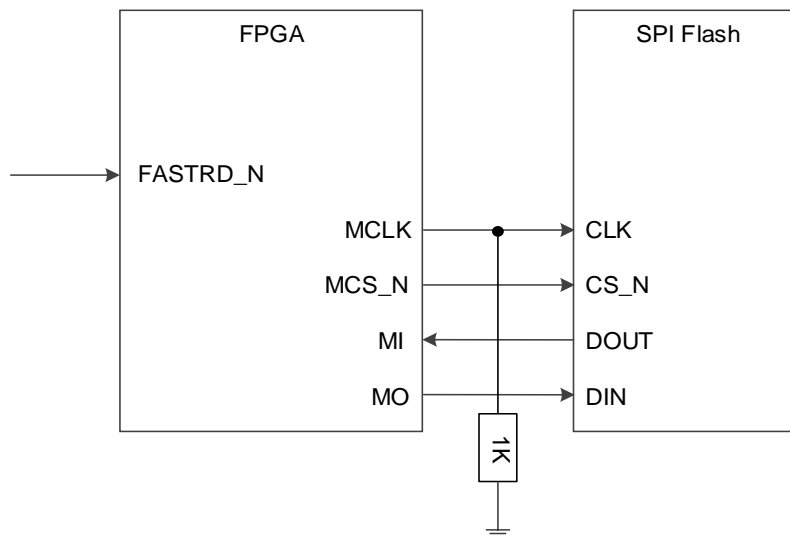 FPGA
SPI Flash
FASTRD_N
MCLK
CLK
MCS_N
CS_N
MI
DOUT
MO
DIN
1K